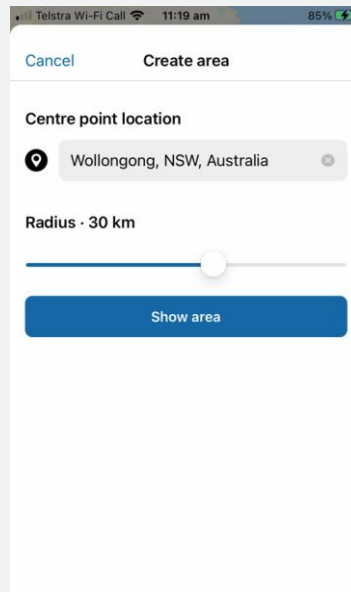 Telstra Wi-Fi Call 11:19 am 85%
Cancel Create area
Centre point location
Wollongong, NSW, Australia
Radius · 30 km
Show area